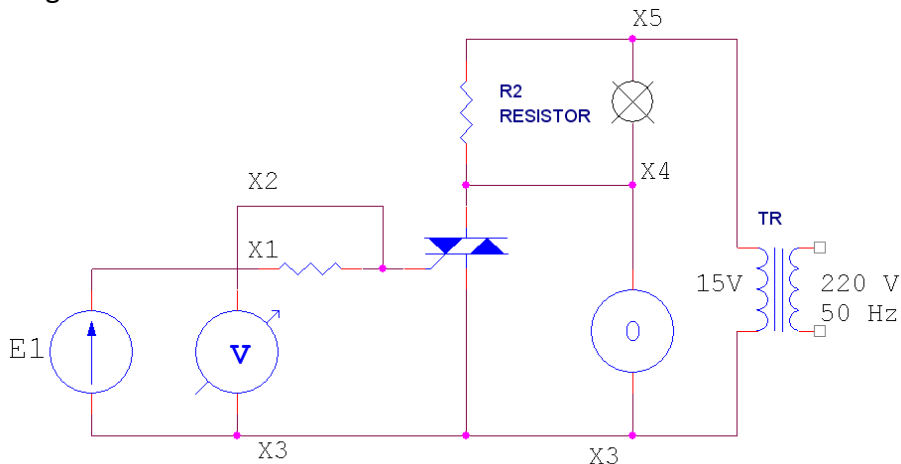 X5
R2
RESISTOR
X4
X2
TR
X1
15V
220 V
50 Hz
E1
V
0
X3
X3